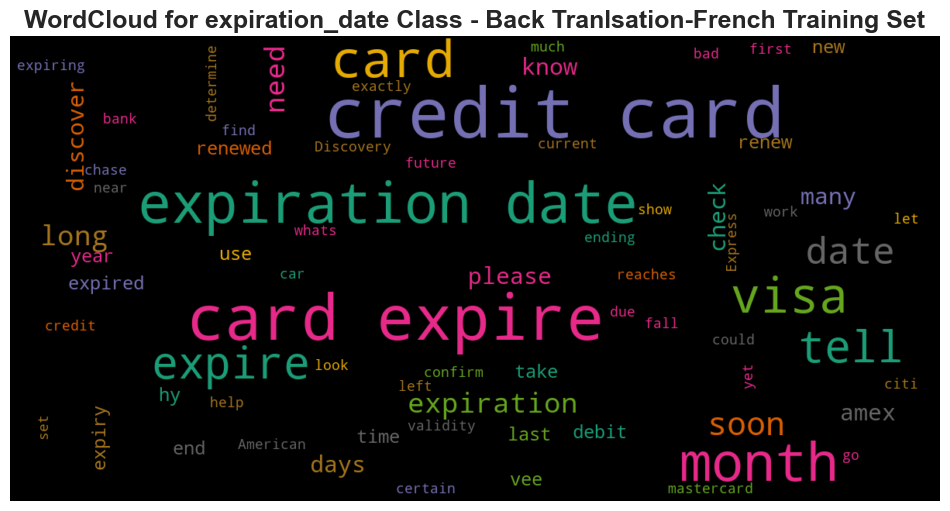 WordCloud for expiration_date Class - Back Tranlsation-French Training Set
expiring
determine
need
card
much
know
bad
first
new
exactly
discover
bank
find
credit card
renewed
Discovery
current
renew
chase
near
future
expiration date
show
check
many
work
let
long
year
whats
ending
Express
date
use
expired
car
please
reaches
visa
credit
card expire
due
fall
could
tell
expire
look
hy
help
confirm
take
left
expiration
yet
citi
set
expiry
end
American
time
validity
last
debit
soon
amex
days
certain
vee
month
go
mastercard